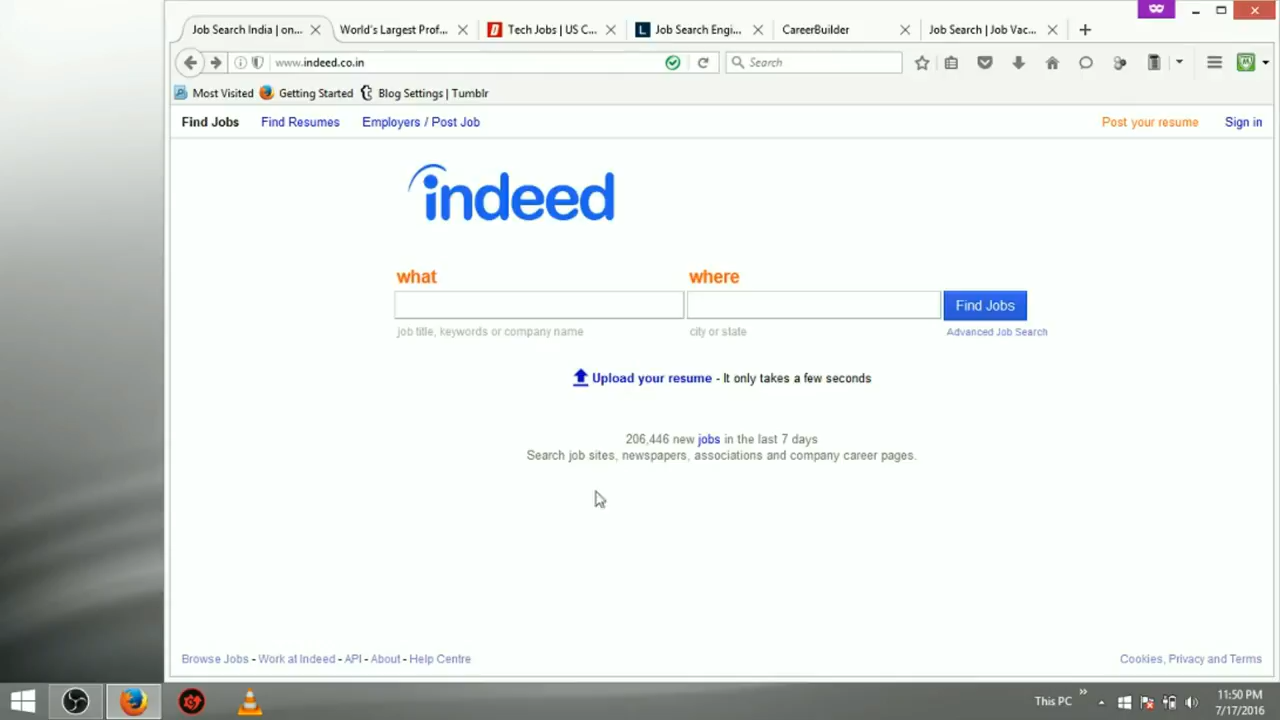 Job Search India | on...
World's Largest Prof...
Tech Jobs | US C...
Job Search Engi...
CareerBuilder
Job Search | Job Vac...
www.indeed.co.in
Search
Most Visited
Getting Started
Blog Settings | Tumblr
Find Jobs
Find Resumes
Employers / Post Job
Post your resume
Sign in
indeed
what
where
Find Jobs
job title, keywords or company name
city or state
Advanced Job Search
Upload your resume - It only takes a few seconds
206,446 new jobs in the last 7 days
Search job sites, newspapers, associations and company career pages.
Browse Jobs - Work at Indeed - API - About - Help Centre
Cookies, Privacy and Terms
This PC
11:50 PM
7/17/2016